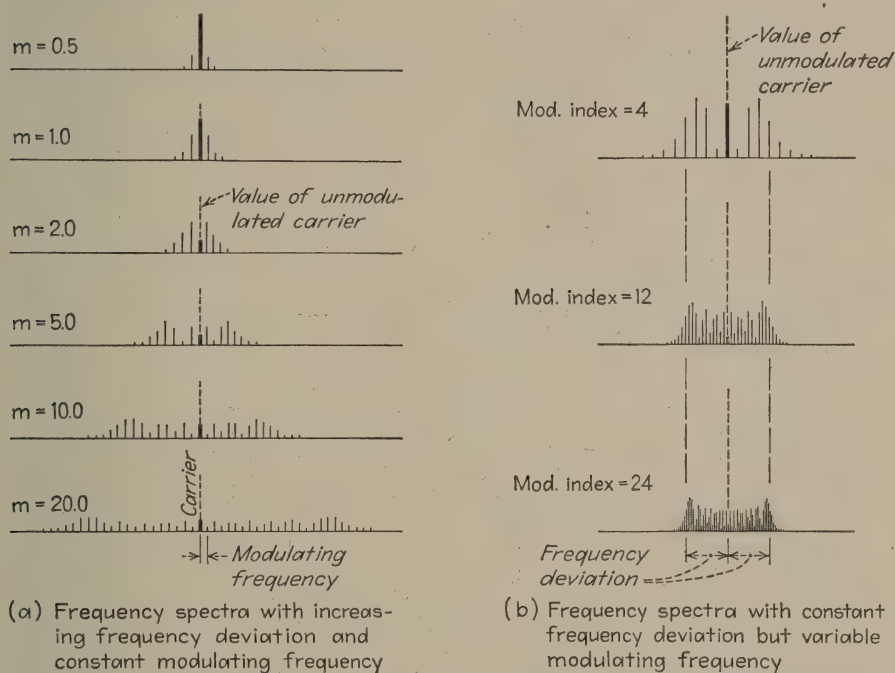 m = 0.5
m = 1.0
Value of unmodu-
lated carrier
m = 2.0
m = 5.0
m = 10.0
Carrier
m = 20.0
Modulating
frequency
(a) Frequency spectra with increas-
ing frequency deviation and
constant modulating frequency
Value of
unmodulated
carrier
Mod. index = 4
Mod. index = 12
Mod. index = 24
Frequency
deviation
(b) Frequency spectra with constant
frequency deviation but variable
modulating frequency